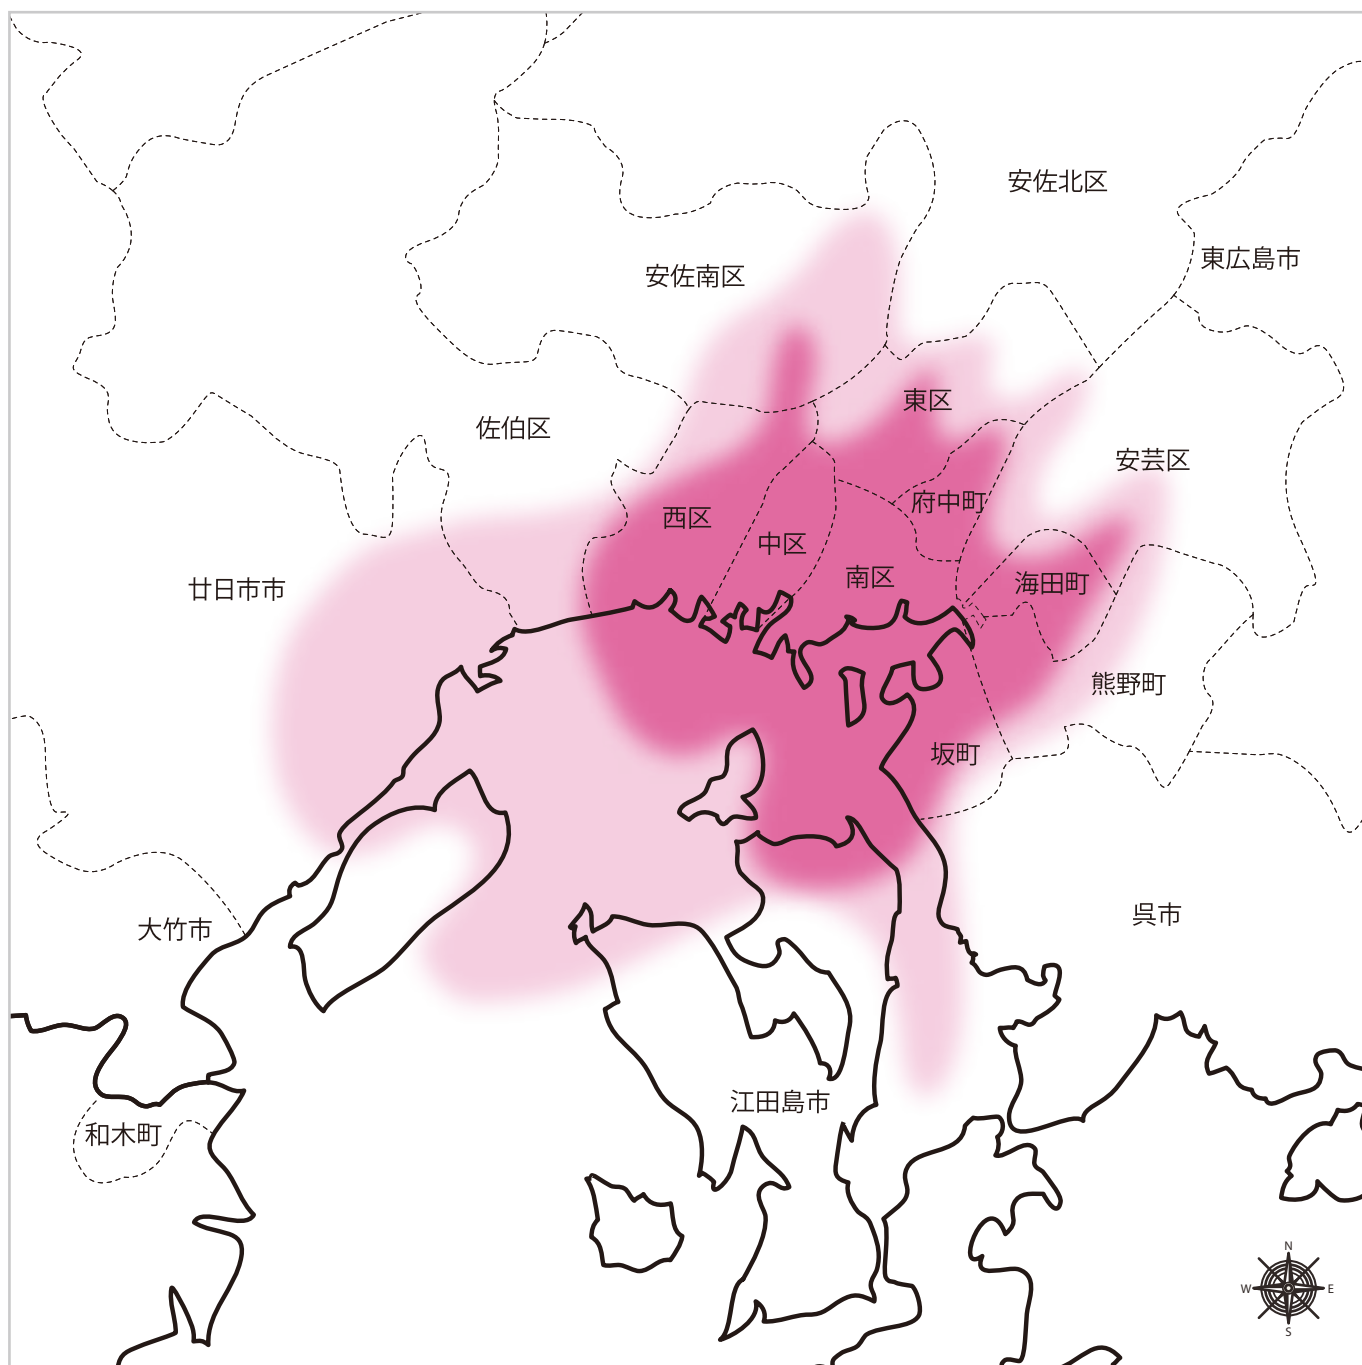 安佐北区
東広島市
安佐南区
東区
佐伯区
安芸区
府中町
西区
中区
南区
海田町
廿日市市
熊野町
坂町
呉市
大竹市
江田島市
和木町
N
W
E
S